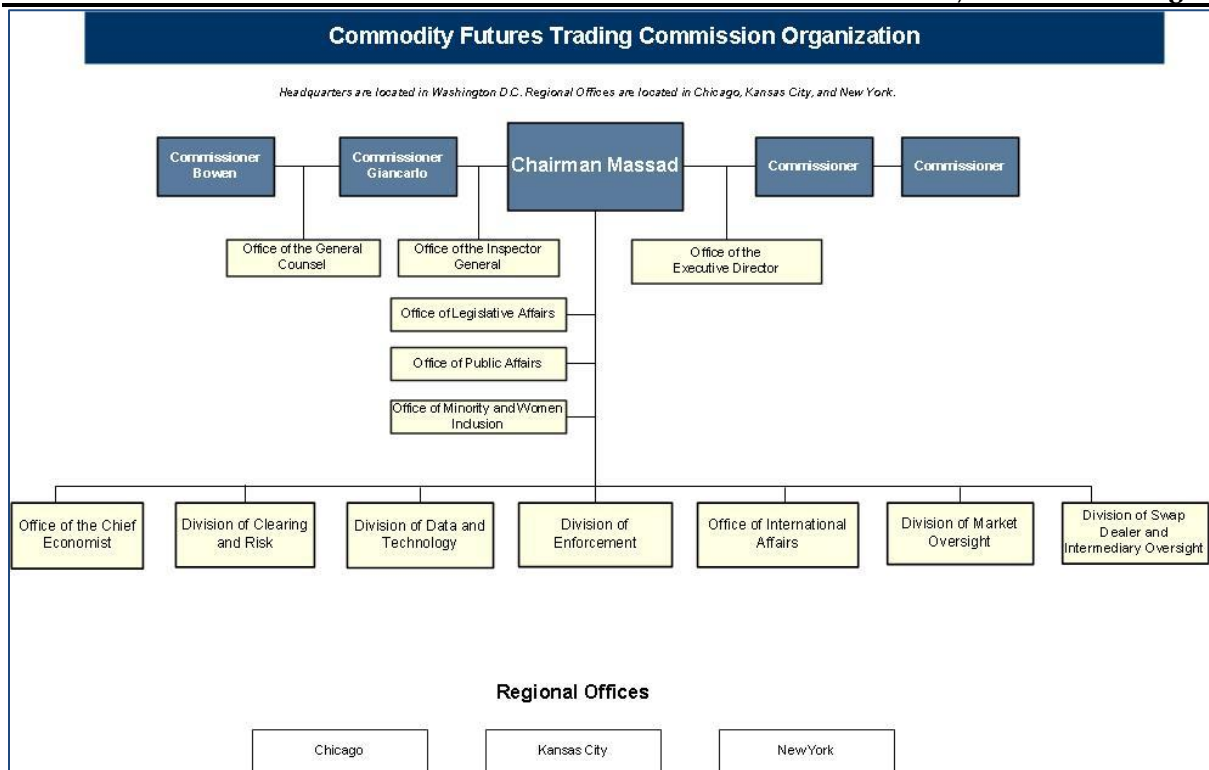 Commodity Futures Trading Commission Organization
Headquarters are located in Washington D.C. Regional Offices are located in Chicago, Kansas City, and New York.
Commissioner
Bowen
Commissioner
Giancarlo
Chairman Massad
Commissioner
Commissioner
Office of the General
Counsel
Office of the Inspector
General
Office of the
Executive Director
Office of Legislative Affairs
Office of Public Affairs
Office of Minority and Women
Inclusion
Office of the Chief
Economist
Division of Clearing
and Risk
Division of Data and
Technology
Division of
Enforcement
Office of International
Affairs
Division of Market
Oversight
Division of Swap
Dealer and
Intermediary Oversight
Regional Offices
Chicago
Kansas City
New York